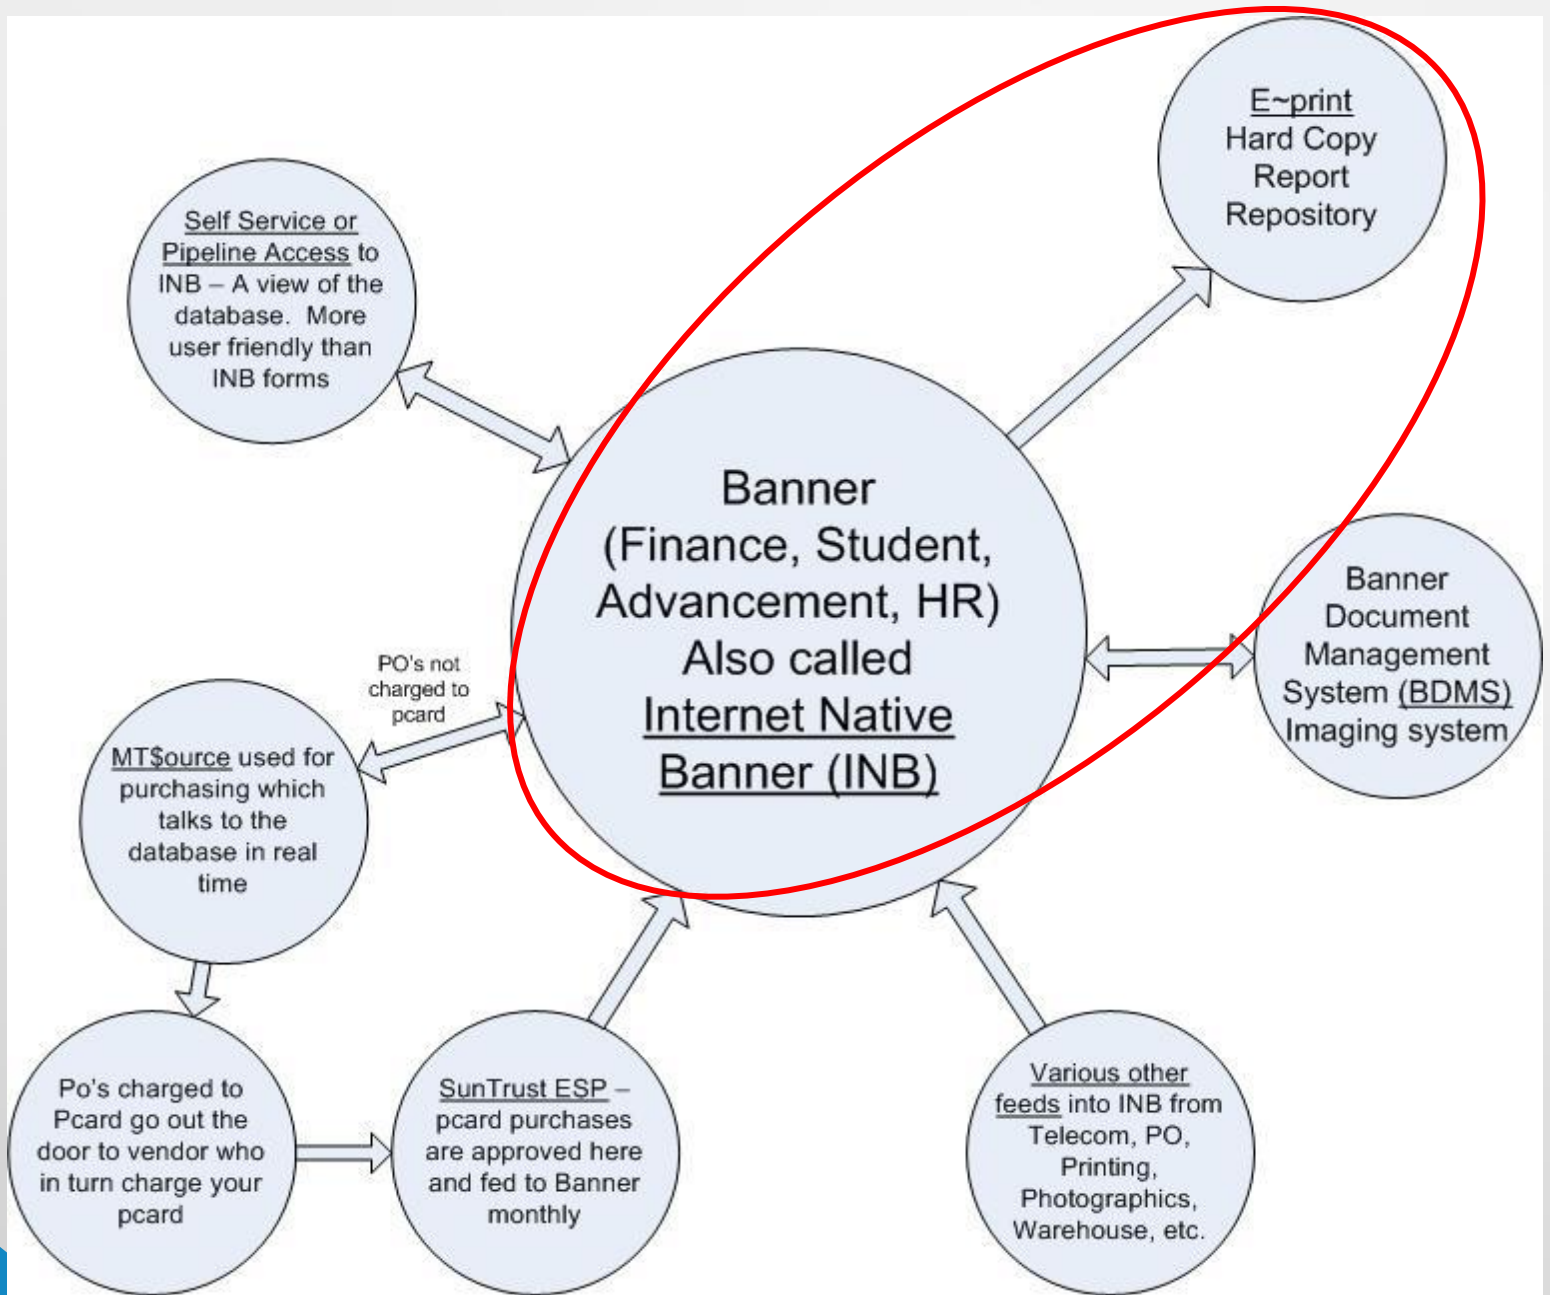 E~print
Hard Copy
Report
Repository
Self Service or
Pipeline Access to
INB – A view of the
database.  More
user friendly than
INB forms
Banner
(Finance, Student,
Advancement, HR)
Also called
Internet Native
Banner (INB)
Banner
Document
Management
System (BDMS)
Imaging system
PO's not
charged to
pcard
MT$ource used for
purchasing which
talks to the
database in real
time
Po's charged to
Pcard go out the
door to vendor who
in turn charge your
pcard
SunTrust ESP –
pcard purchases
are approved here
and fed to Banner
monthly
Various other
feeds into INB from
Telecom, PO,
Printing,
Photographics,
Warehouse, etc.